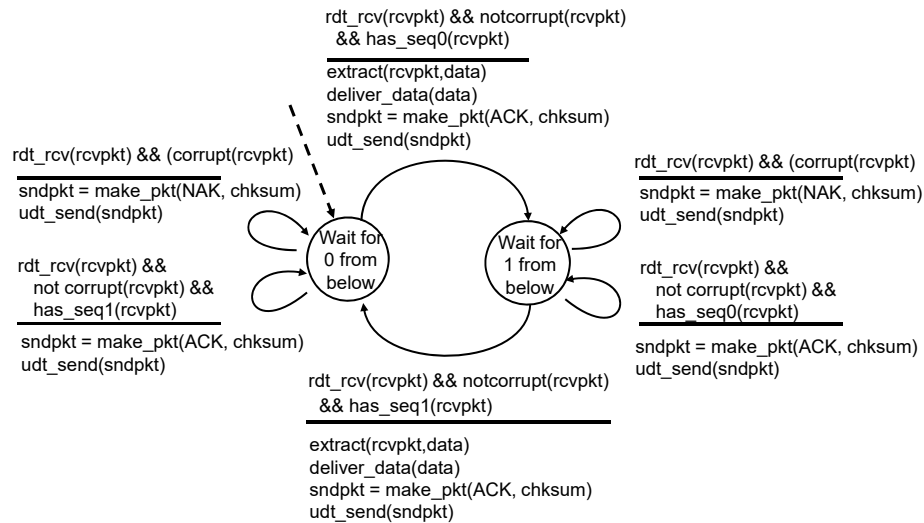 rdt_rcv(rcvpkt) && notcorrupt(rcvpkt)
&& has_seq0(rcvpkt)
extract(rcvpkt,data)
deliver_data(data)
sndpkt = make_pkt(ACK, chksum)
udt_send(sndpkt)
rdt_rcv(rcvpkt) && (corrupt(rcvpkt)
sndpkt = make_pkt(NAK, chksum)
udt_send(sndpkt)
rdt_rcv(rcvpkt) &&
not corrupt(rcvpkt) &&
has_seq1(rcvpkt)
sndpkt = make_pkt(ACK, chksum)
udt_send(sndpkt)
Wait for
0 from
below
Wait for
1 from
below
rdt_rcv(rcvpkt) && (corrupt(rcvpkt)
sndpkt = make_pkt(NAK, chksum)
udt_send(sndpkt)
rdt_rcv(rcvpkt) &&
not corrupt(rcvpkt) &&
has_seq0(rcvpkt)
sndpkt = make_pkt(ACK, chksum)
udt_send(sndpkt)
rdt_rcv(rcvpkt) && notcorrupt(rcvpkt)
&& has_seq1(rcvpkt)
extract(rcvpkt,data)
deliver_data(data)
sndpkt = make_pkt(ACK, chksum)
udt_send(sndpkt)